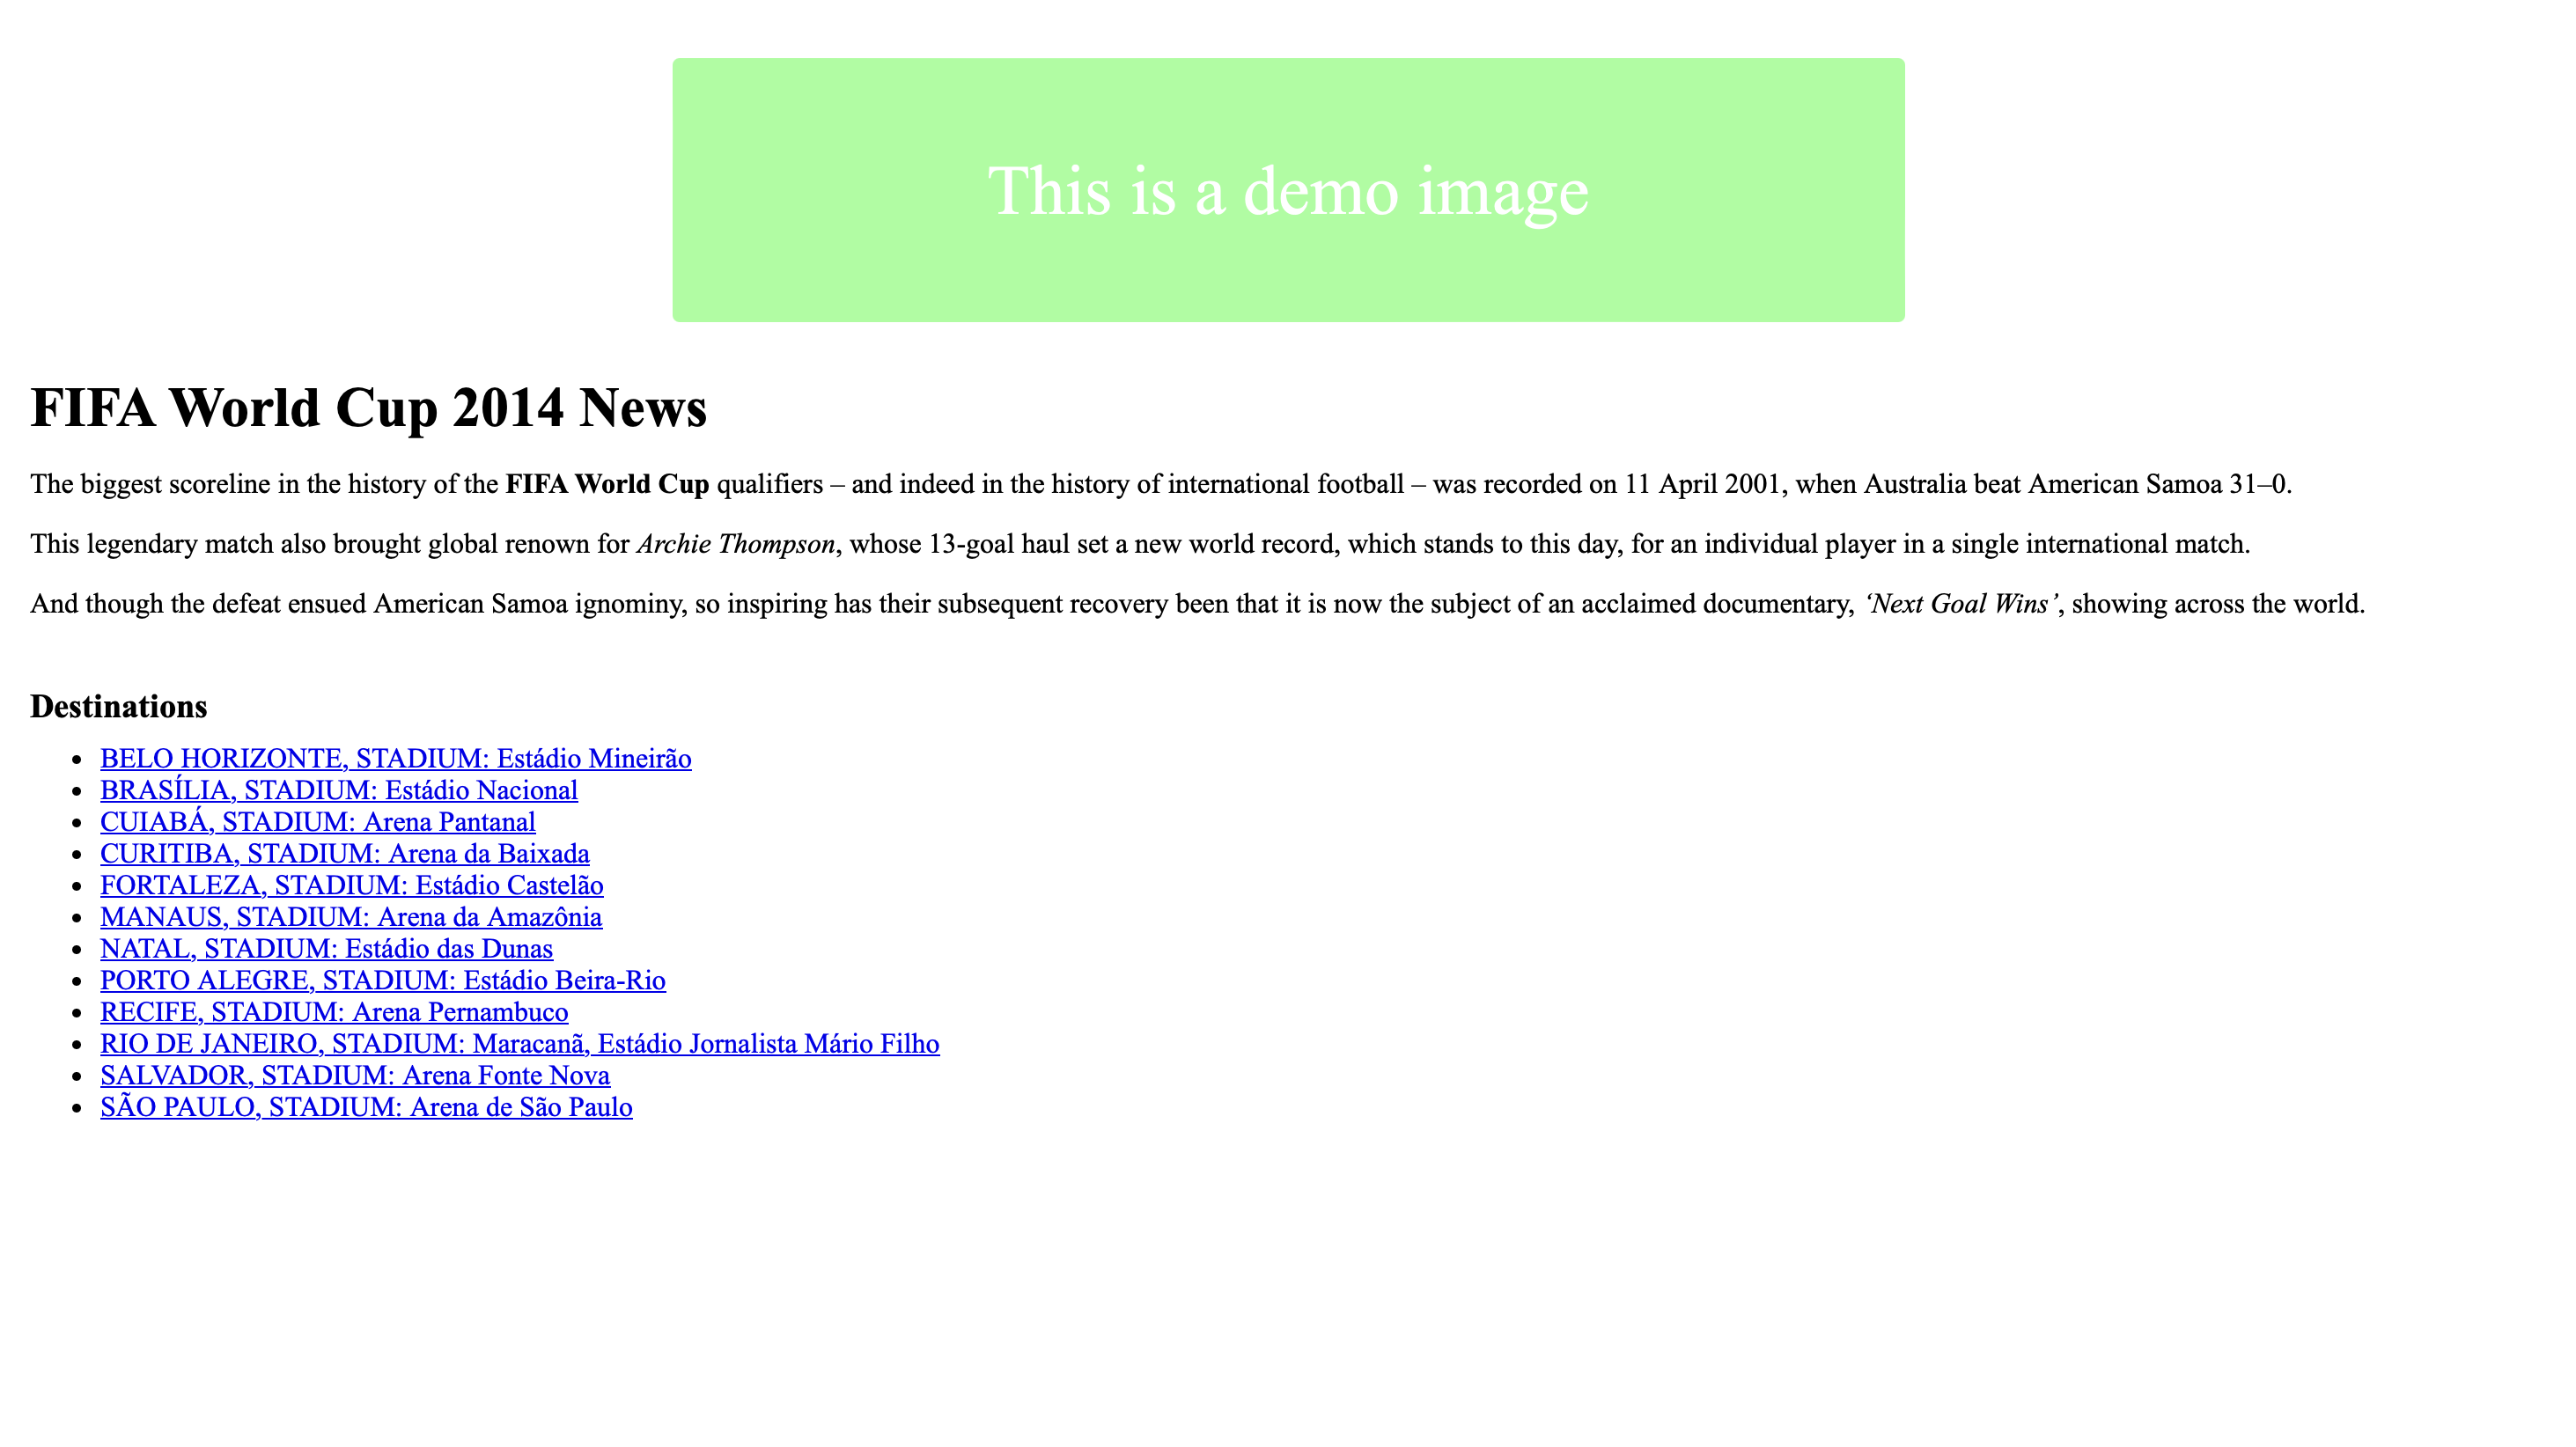 This is a demo image
FIFA World Cup 2014 News
The biggest scoreline in the history of the FIFA World Cup qualifiers – and indeed in the history of international football – was recorded on 11 April 2001, when Australia beat American Samoa 31–0.
This legendary match also brought global renown for Archie Thompson, whose 13-goal haul set a new world record, which stands to this day, for an individual player in a single international match.
And though the defeat ensued American Samoa ignominy, so inspiring has their subsequent recovery been that it is now the subject of an acclaimed documentary, ‘Next Goal Wins’, showing across the world.
Destinations
BELO HORIZONTE, STADIUM: Estádio Mineirão
BRASÍLIA, STADIUM: Estádio Nacional
CUIABÁ, STADIUM: Arena Pantanal
CURITIBA, STADIUM: Arena da Baixada
FORTALEZA, STADIUM: Estádio Castelão
MANAUS, STADIUM: Arena da Amazônia
NATAL, STADIUM: Estádio das Dunas
PORTO ALEGRE, STADIUM: Estádio Beira-Rio
RECIFE, STADIUM: Arena Pernambuco
RIO DE JANEIRO, STADIUM: Maracanã, Estádio Jornalista Mário Filho
SALVADOR, STADIUM: Arena Fonte Nova
SÃO PAULO, STADIUM: Arena de São Paulo